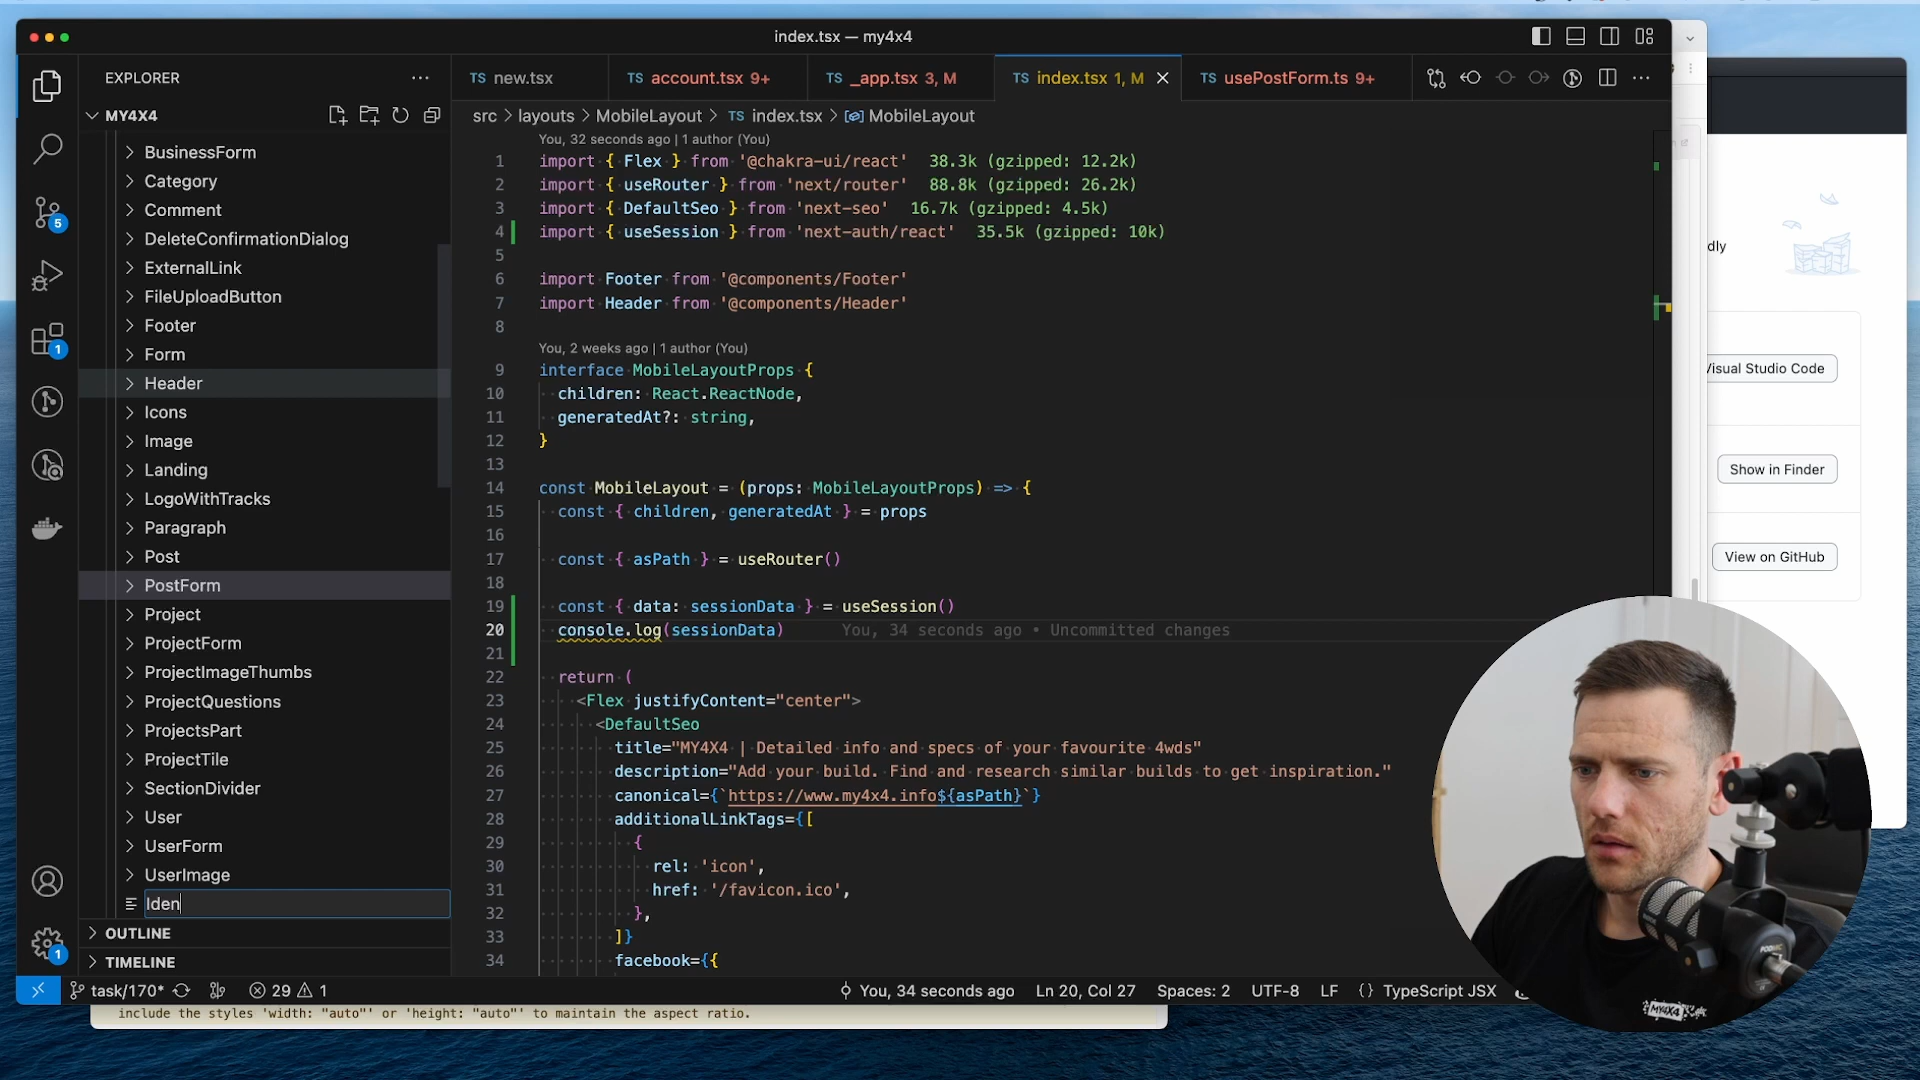 index.tsx — my4x4
EXPLORER
TS new.tsx
TS account.tsx 9+
TS _app.tsx 3, M
TS index.tsx 1, M
TS usePostForm.ts 9+
MY4X4
src > layouts > MobileLayout > TS index.tsx > MobileLayout
BusinessForm
Category
Comment
DeleteConfirmationDialog
ExternalLink
FileUploadButton
Footer
Form
Header
Icons
Image
Landing
LogoWithTracks
Paragraph
Post
PostForm
Project
ProjectForm
ProjectImageThumbs
ProjectQuestions
ProjectsPart
ProjectTile
SectionDivider
User
UserForm
UserImage
Iden
OUTLINE
TIMELINE
5
1
1
You, 32 seconds ago | 1 author (You)
1 import { Flex } from '@chakra-ui/react' 38.3k (gzipped: 12.2k)
2 import { useRouter } from 'next/router' 88.8k (gzipped: 26.2k)
3 import { DefaultSeo } from 'next-seo' 16.7k (gzipped: 4.5k)
4 import { useSession } from 'next-auth/react' 35.5k (gzipped: 10k)
5
6 import Footer from '@components/Footer'
7 import Header from '@components/Header'
8
You, 2 weeks ago | 1 author (You)
9 interface MobileLayoutProps {
10 children: React.ReactNode,
11 generatedAt?: string,
12 }
13
14 const MobileLayout = (props: MobileLayoutProps) => {
15 const { children, generatedAt } = props
16
17 const { asPath } = useRouter()
18
19 const { data: sessionData } = useSession()
20 console.log(sessionData) You, 34 seconds ago • Uncommitted changes
21
22 return (
23 <Flex justifyContent="center">
24 <DefaultSeo
25 title="MY4X4 | Detailed info and specs of your favourite 4wds"
26 description="Add your build. Find and research similar builds to get inspiration."
27 canonical={`https://www.my4x4.info${asPath}`}
28 additionalLinkTags={[
29 {
30 rel: 'icon',
31 href: '/favicon.ico',
32 },
33 ]}
34 facebook={{
task/170* 29 1
You, 34 seconds ago Ln 20, Col 27 Spaces: 2 UTF-8 LF {} TypeScript JSX
include the styles 'width: "auto"' or 'height: "auto"' to maintain the aspect ratio.
dly
Visual Studio Code
Show in Finder
View on GitHub
MY4X4